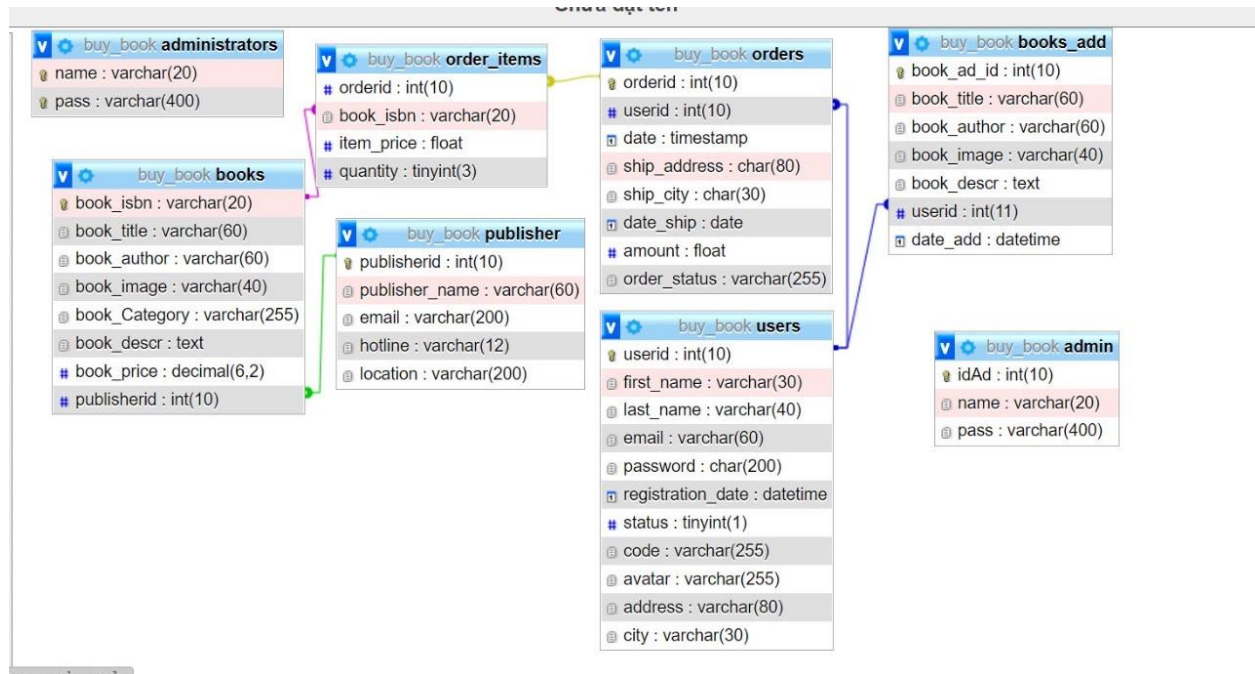 Chưa đặt tên
buy_book administrators
name : varchar(20)
pass : varchar(400)
buy_book order_items
orderid : int(10)
book_isbn : varchar(20)
item_price : float
quantity : tinyint(3)
buy_book orders
orderid : int(10)
userid : int(10)
date : timestamp
ship_address : char(80)
ship_city : char(30)
date_ship : date
amount : float
order_status : varchar(255)
buy_book books_add
book_ad_id : int(10)
book_title : varchar(60)
book_author : varchar(60)
book_image : varchar(40)
book_descr : text
userid : int(11)
date_add : datetime
buy_book books
book_isbn : varchar(20)
book_title : varchar(60)
book_author : varchar(60)
book_image : varchar(40)
book_Category : varchar(255)
book_descr : text
book_price : decimal(6,2)
publisherid : int(10)
buy_book publisher
publisherid : int(10)
publisher_name : varchar(60)
email : varchar(200)
hotline : varchar(12)
location : varchar(200)
buy_book users
userid : int(10)
first_name : varchar(30)
last_name : varchar(40)
email : varchar(60)
password : char(200)
registration_date : datetime
status : tinyint(1)
code : varchar(255)
avatar : varchar(255)
address : varchar(80)
city : varchar(30)
buy_book admin
idAd : int(10)
name : varchar(20)
pass : varchar(400)